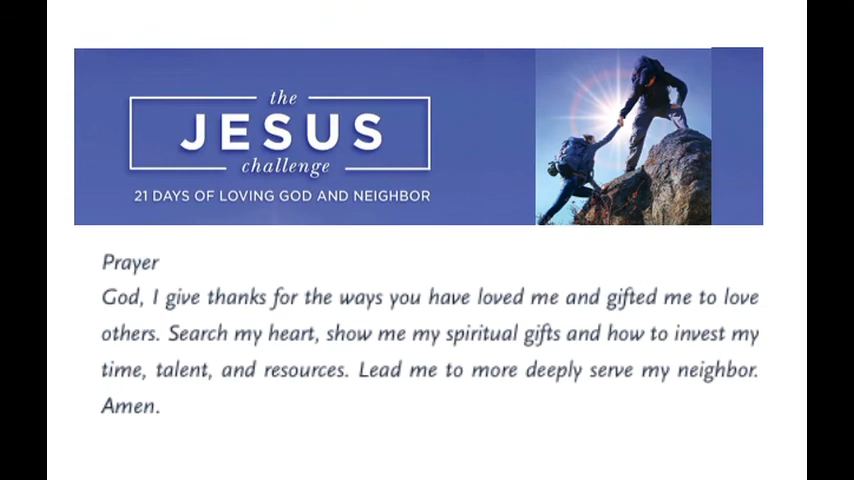 the
JESUS
challenge
21 DAYS OF LOVING GOD AND NEIGHBOR
Prayer
God, I give thanks for the ways you have loved me and gifted me to love
others. Search my heart, show me my spiritual gifts and how to invest my
time, talent, and resources. Lead me to more deeply serve my neighbor.
Amen.